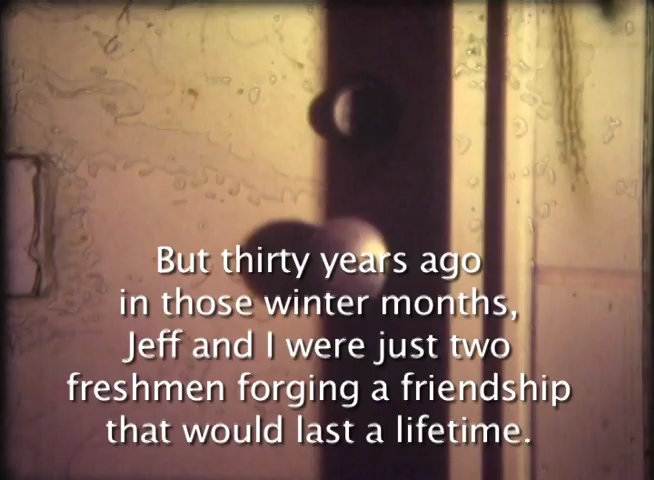 But thirty years ago
in those winter months,
Jeff and I were just two
freshmen forging a friendship
that would last a lifetime.